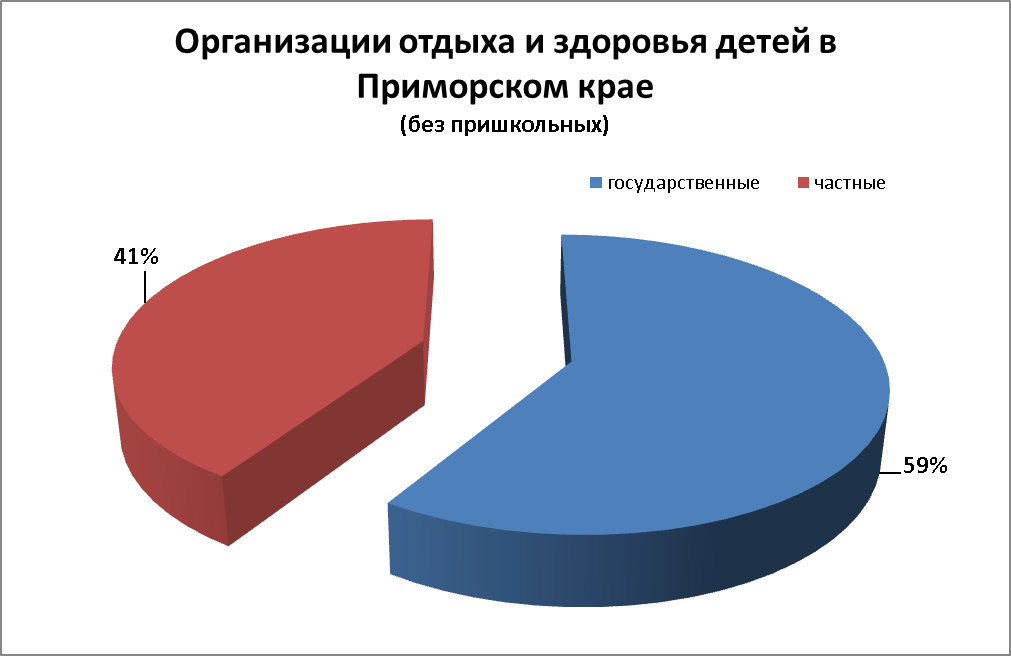 Организации отдыха и здоровья детей в
Приморском крае
(без пришкольных)
государственные
частные
41%
59%